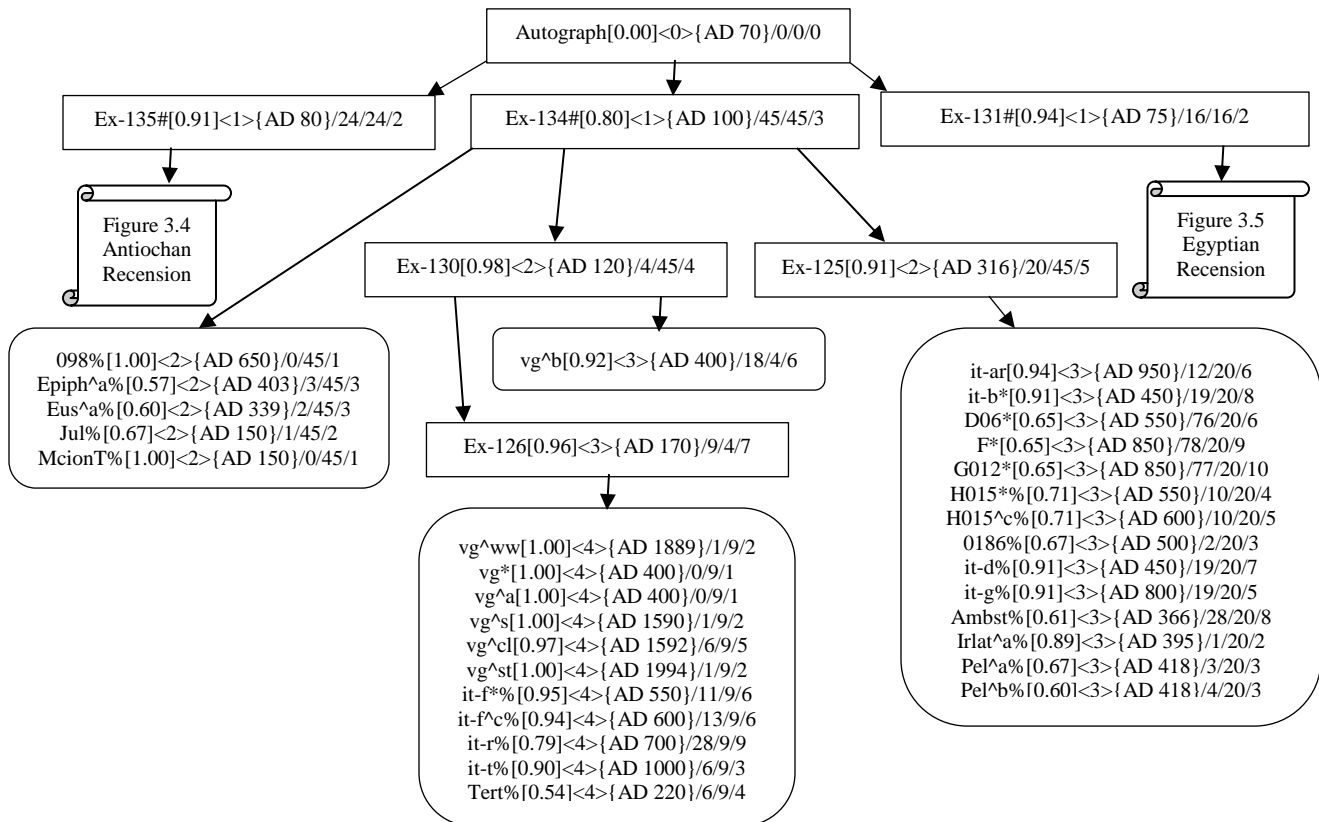 Autograph[0.00]<0>{AD 70}/0/0/0
Ex-135#[0.91]<1>{AD 80}/24/24/2
Ex-134#[0.80]<1>{AD 100}/45/45/3
Ex-131#[0.94]<1>{AD 75}/16/16/2
Figure 3.4
Antiochan
Recension
Figure 3.5
Egyptian
Recension
Ex-130[0.98]<2>{AD 120}/4/45/4
Ex-125[0.91]<2>{AD 316}/20/45/5
098%[1.00]<2>{AD 650}/0/45/1
Epiph^a%[0.57]<2>{AD 403}/3/45/3
Eus^a%[0.60]<2>{AD 339}/2/45/3
Jul%[0.67]<2>{AD 150}/1/45/2
McionT%[1.00]<2>{AD 150}/0/45/1
vg^b[0.92]<3>{AD 400}/18/4/6
Ex-126[0.96]<3>{AD 170}/9/4/7
vg^ww[1.00]<4>{AD 1889}/1/9/2
vg*[1.00]<4>{AD 400}/0/9/1
vg^a[1.00]<4>{AD 400}/0/9/1
vg^s[1.00]<4>{AD 1590}/1/9/2
vg^cl[0.97]<4>{AD 1592}/6/9/5
vg^st[1.00]<4>{AD 1994}/1/9/2
it-f*%[0.95]<4>{AD 550}/11/9/6
it-f^c%[0.94]<4>{AD 600}/13/9/6
it-r%[0.79]<4>{AD 700}/28/9/9
it-t%[0.90]<4>{AD 1000}/6/9/3
Tert%[0.54]<4>{AD 220}/6/9/4
it-ar[0.94]<3>{AD 950}/12/20/6
it-b*[0.91]<3>{AD 450}/19/20/8
D06*[0.65]<3>{AD 550}/76/20/6
F*[0.65]<3>{AD 850}/78/20/9
G012*[0.65]<3>{AD 850}/77/20/10
H015*%[0.71]<3>{AD 550}/10/20/4
H015^c%[0.71]<3>{AD 600}/10/20/5
0186%[0.67]<3>{AD 500}/2/20/3
it-d%[0.91]<3>{AD 450}/19/20/7
it-g%[0.91]<3>{AD 800}/19/20/5
Ambst%[0.61]<3>{AD 366}/28/20/8
Irlat^a%[0.89]<3>{AD 395}/1/20/2
Pel^a%[0.67]<3>{AD 418}/3/20/3
Pel^b%[0.60]<3>{AD 418}/4/20/3